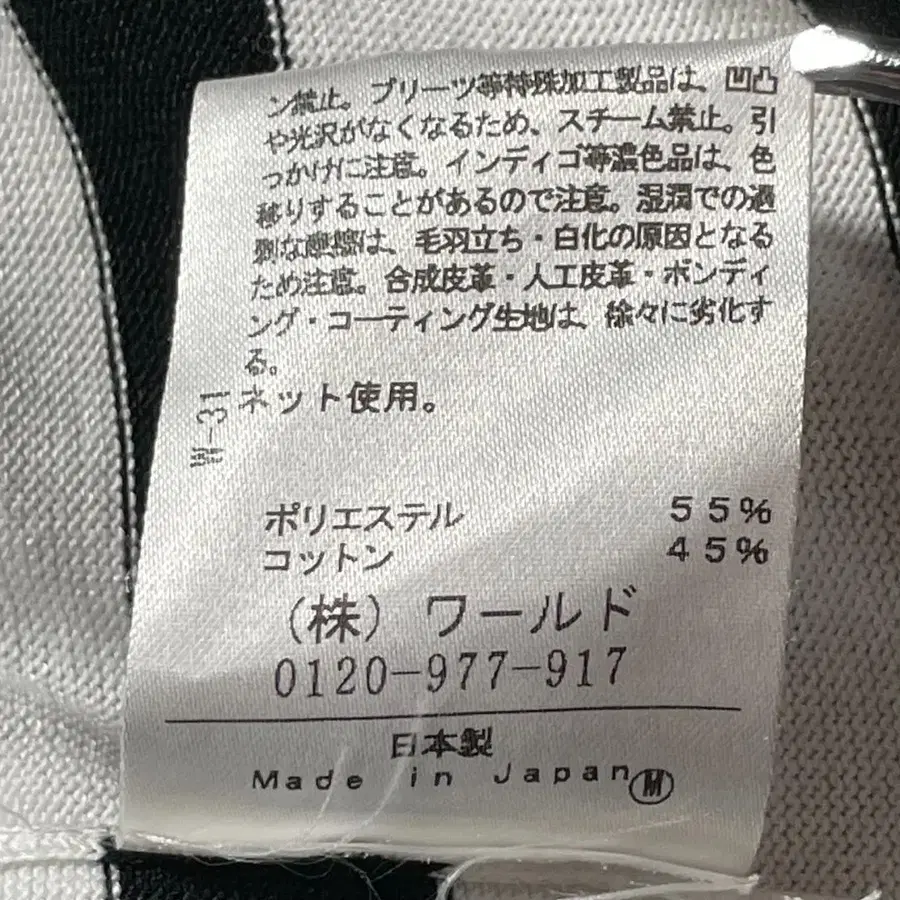 ン禁止。プリーツ等特殊加工製品は、凹凸
や光沢がなくなるため、スチーム禁止。引
っかけに注意。インディゴ等濃色品は、色
移りすることがあるので注意。湿潤での過
剰な摩擦は、毛羽立ち・白化の原因となる
ため注意。合成皮革・人工皮革・ボンディ
ング・コーティング生地は、徐々に劣化す
る。
ネット使用。
W-31
ポリエステル 55%
コットン 45%
(株) ワールド
0120-977-917
日本製
Made in Japan Ⓜ